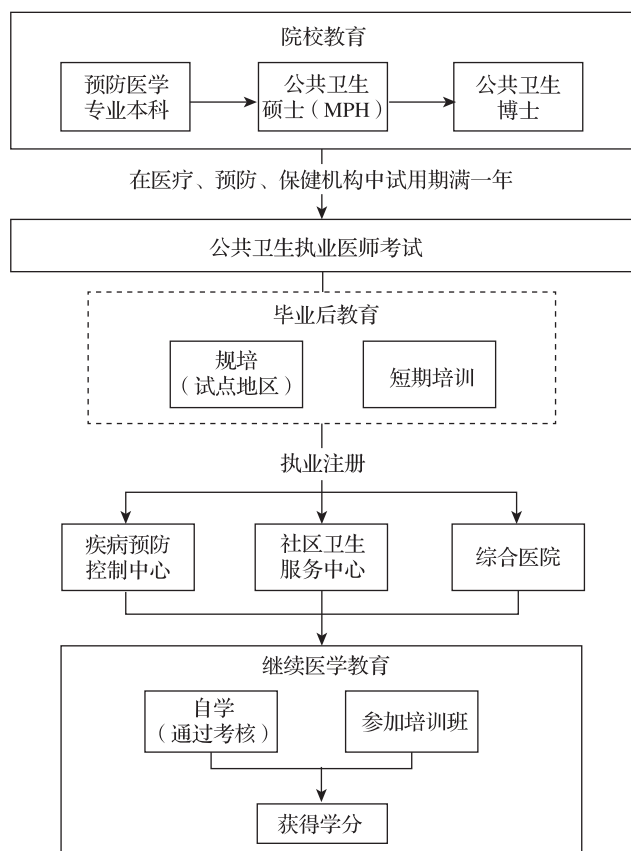 院校教育
预防医学
专业本科
公共卫生
硕士（MPH）
公共卫生
博士
在医疗、预防、保健机构中试用期满一年
公共卫生执业医师考试
毕业后教育
规培
（试点地区）
短期培训
执业注册
疾病预防
控制中心
社区卫生
服务中心
综合医院
继续医学教育
自学
（通过考核）
参加培训班
获得学分